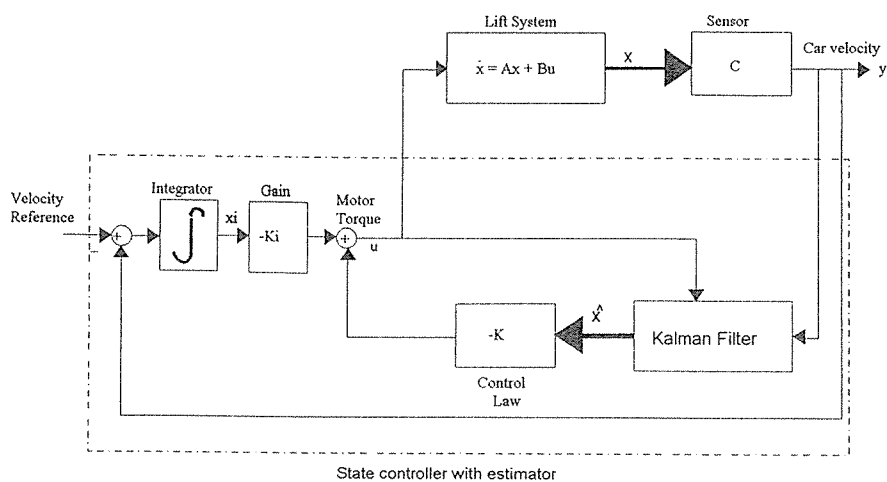 Lift System
Sensor
ẋ = Ax + Bu
X
C
Car velocity
y
Velocity
Reference
+
−
Integrator
∫
xi
Gain
-Ki
Motor
Torque
+
u
-K
Control
Law
X̂
Kalman Filter
State controller with estimator